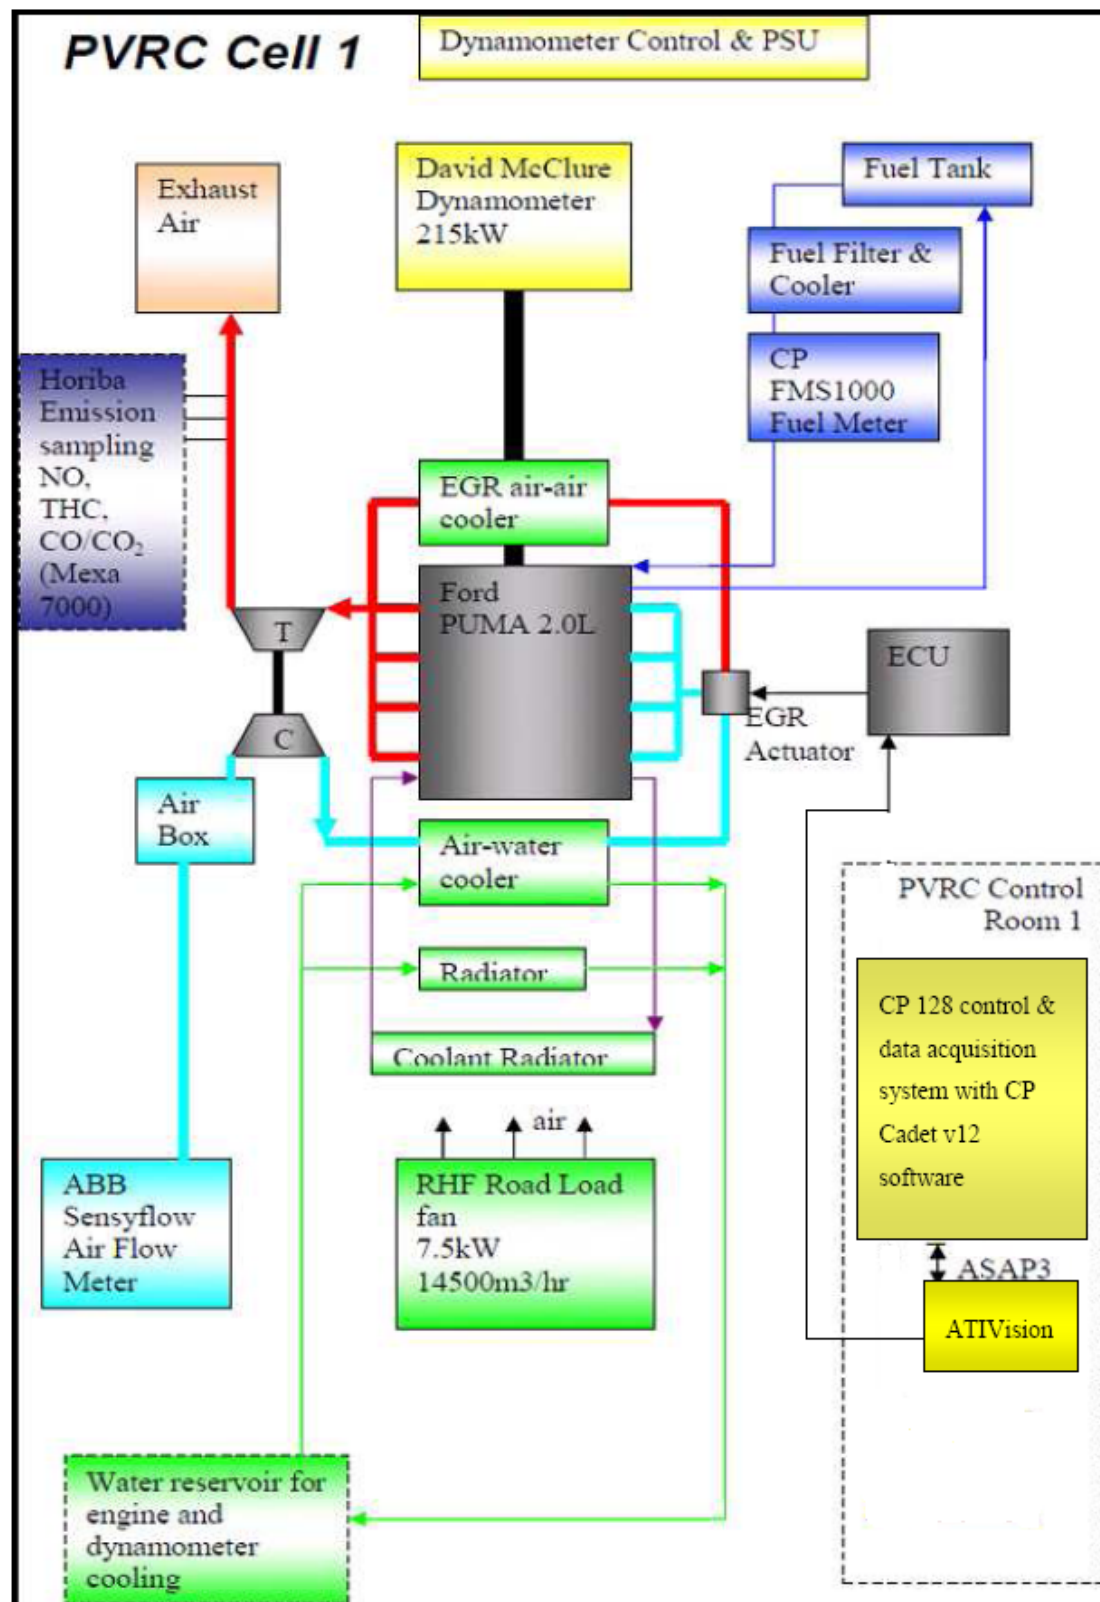 PVRC Cell 1
Dynamometer Control & PSU
Exhaust
Air
David McClure
Dynamometer
215kW
Fuel Tank
Fuel Filter &
Cooler
CP
FMS1000
Fuel Meter
Horiba
Emission
sampling
NO,
THC,
CO/CO₂
(Mexa
7000)
EGR air-air
cooler
Ford
PUMA 2.0L
T
C
ECU
EGR
Actuator
Air
Box
Air-water
cooler
Radiator
Coolant Radiator
air
PVRC Control
Room 1
CP 128 control &
data acquisition
system with CP
Cadet v12
software
ASAP3
ATIVision
ABB
Sensyflow
Air Flow
Meter
RHF Road Load
fan
7.5kW
14500m3/hr
Water reservoir for
engine and
dynamometer
cooling